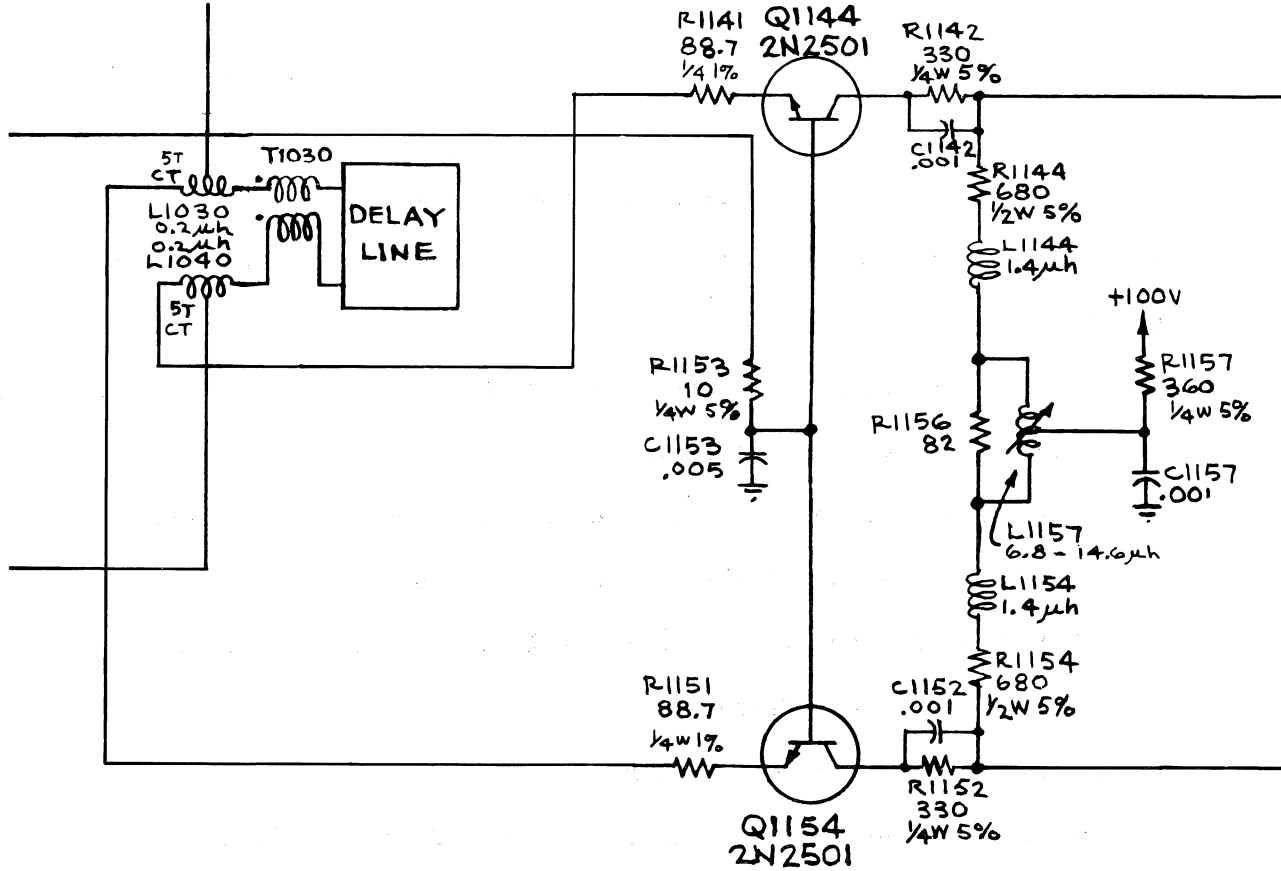 R1141
88.7
¼ 1%
Q1144
2N2501
R1142
330
¼W 5%
C1142
.001
5T
CT
T1030
L1030
0.2µh
0.2µh
L1040
5T
CT
DELAY
LINE
R1144
680
½W 5%
L1144
1.4µh
+100V
R1153
10
¼W 5%
C1153
.005
R1156
82
R1157
360
¼W 5%
C1157
.001
L1157
6.8 - 14.6µh
L1154
1.4µh
R1154
680
½W 5%
R1151
88.7
¼W 1%
C1152
.001
R1152
330
¼W 5%
Q1154
2N2501